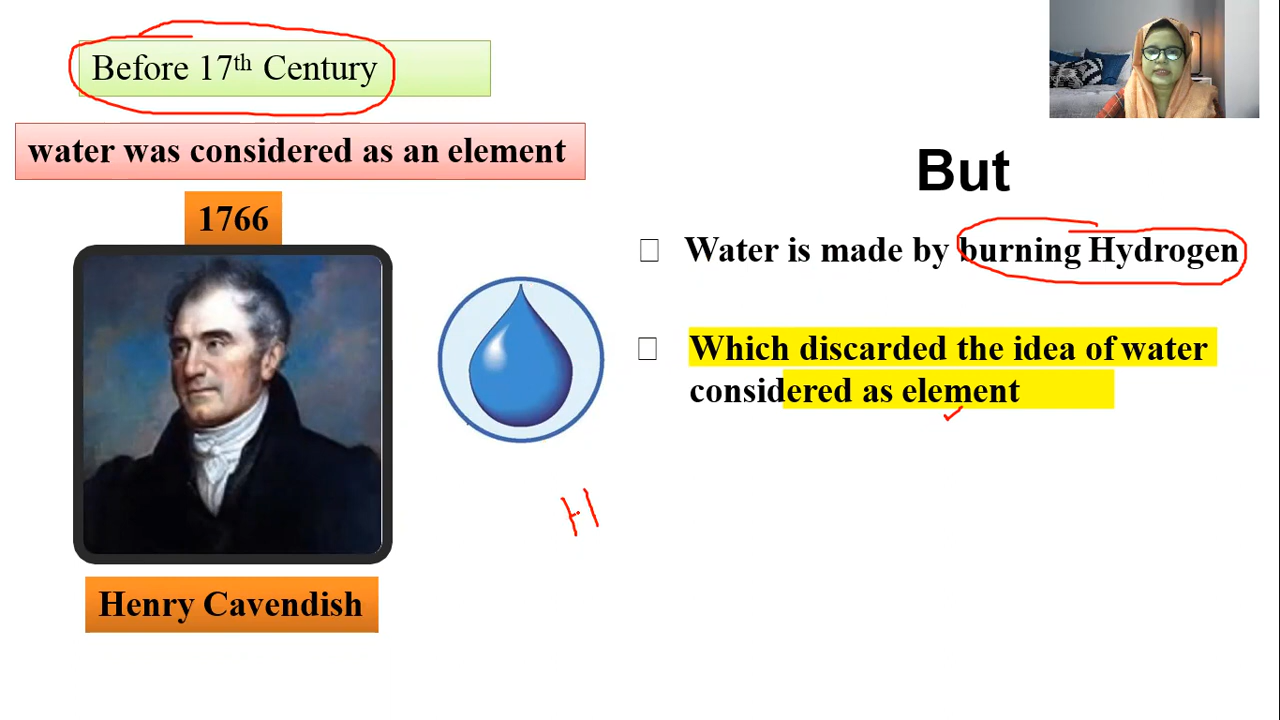 Before 17th Century
water was considered as an element
1766
Henry Cavendish
But
Water is made by burning Hydrogen
Which discarded the idea of water
considered as element
H